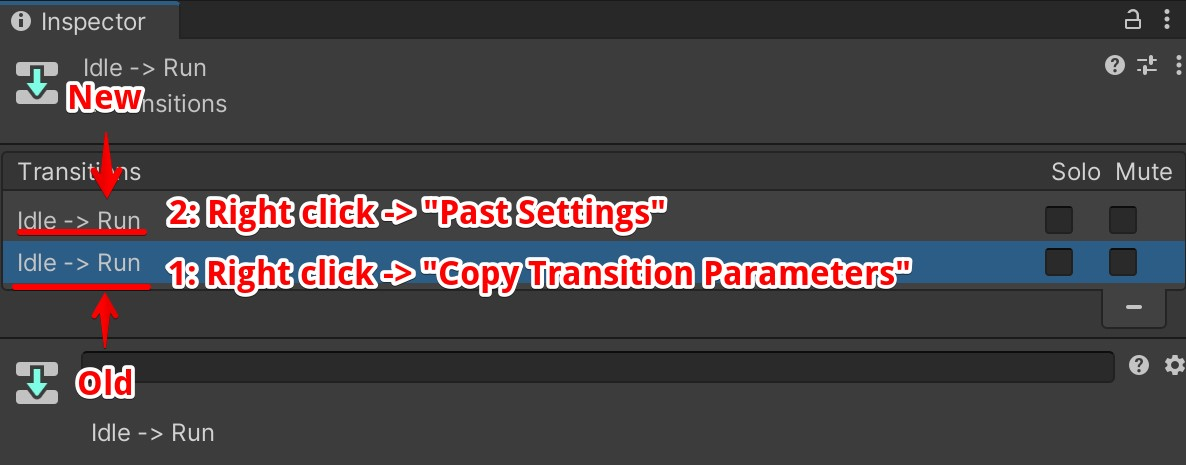 Inspector
Idle -> Run
New
nsitions
Transitions
Solo Mute
Idle -> Run
2: Right click -> "Past Settings"
Idle -> Run
1: Right click -> "Copy Transition Parameters"
Old
Idle -> Run